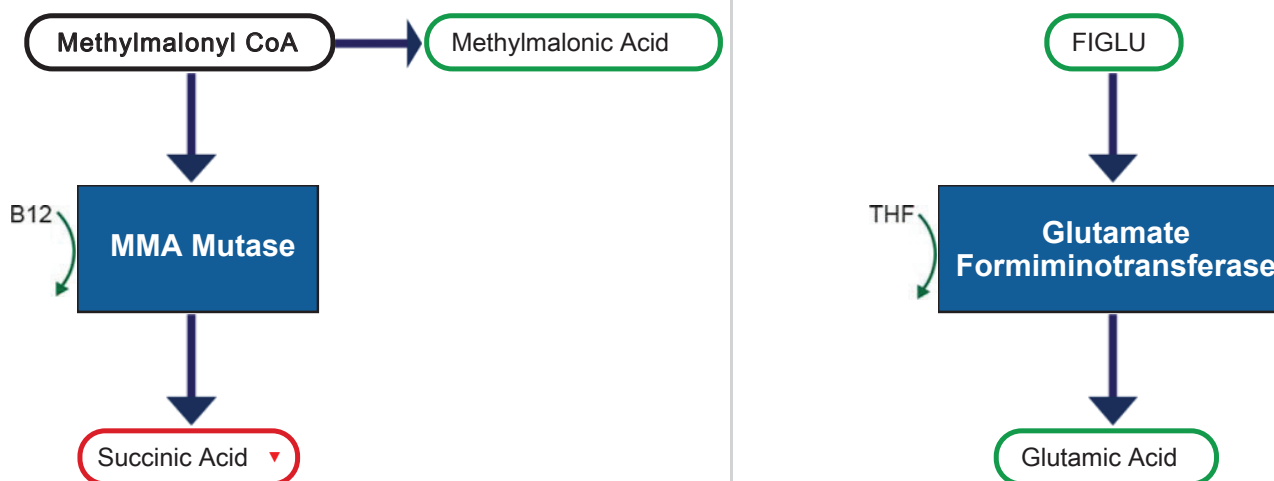 Methylmalonyl CoA
Methylmalonic Acid
B12
MMA Mutase
Succinic Acid ▼
FIGLU
THF
Glutamate
Formiminotransferase
Glutamic Acid